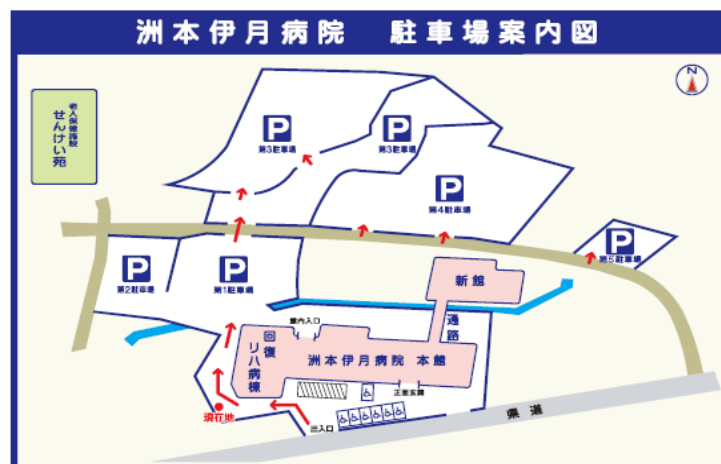 洲本伊月病院 駐車場案内図
N
老人保健施設
せんけい苑
P
第3駐車場
P
第3駐車場
P
第4駐車場
P
第5駐車場
P
第2駐車場
P
第1駐車場
新館
通路
案内入口
回復
リハ病棟
洲本伊月病院 本館
正面玄関
現在地
出入口
県道